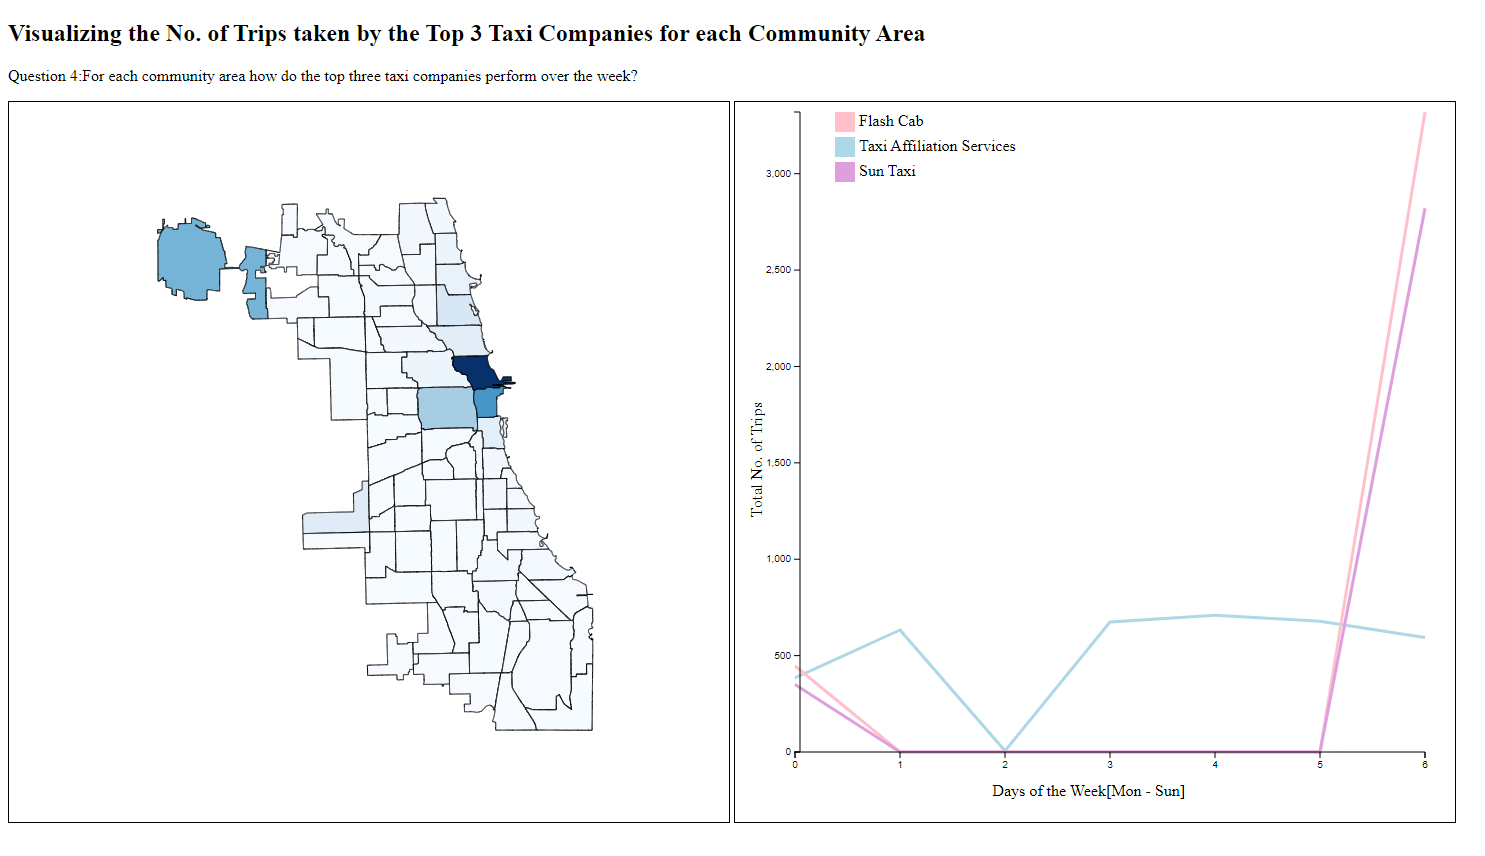 Visualizing the No. of Trips taken by the Top 3 Taxi Companies for each Community Area
Question 4:For each community area how do the top three taxi companies perform over the week?
Flash Cab
Taxi Affiliation Services
Sun Taxi
3,000
2,500
2,000
1,500
1,000
500
0
Total No. of Trips
0 1 2 3 4 5 6
Days of the Week[Mon - Sun]